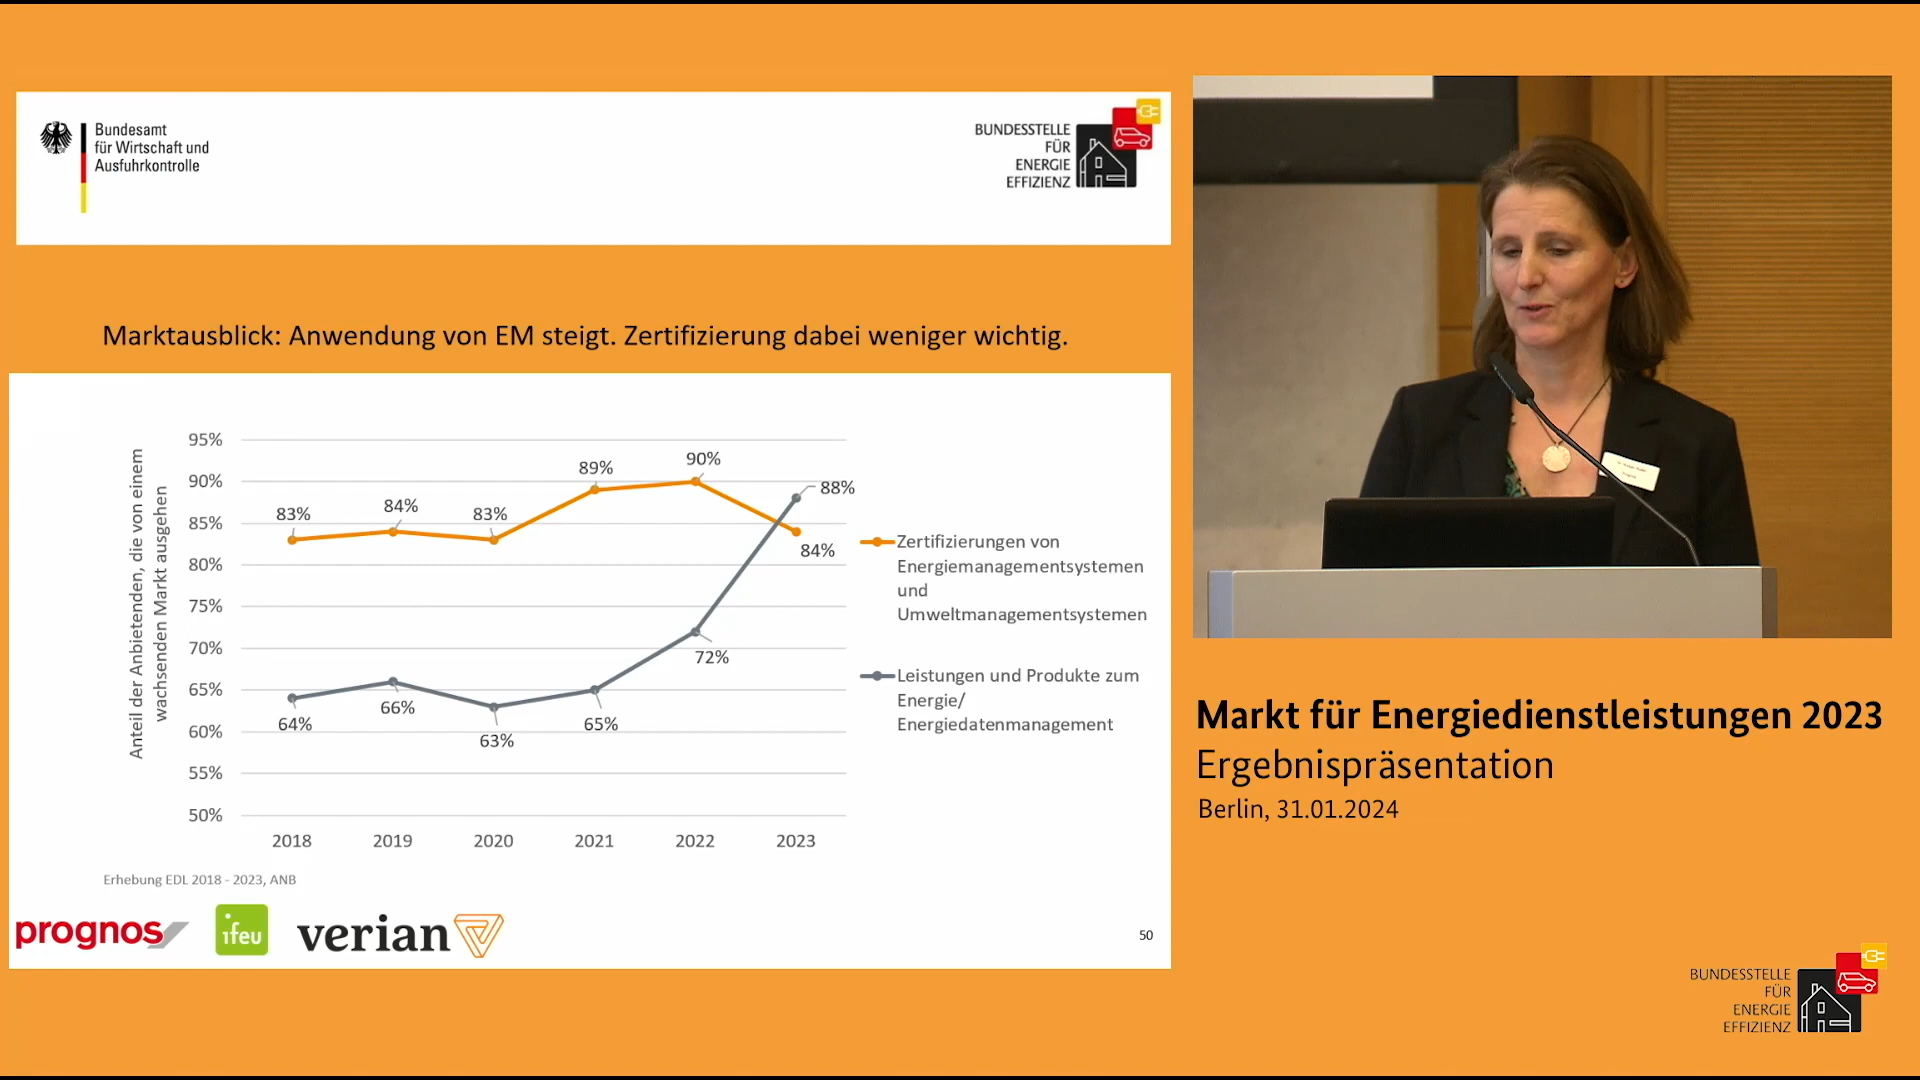 Bundesamt
für Wirtschaft und
Ausfuhrkontrolle
BUNDESSTELLE
FÜR
ENERGIE
EFFIZIENZ
Marktausblick: Anwendung von EM steigt. Zertifizierung dabei weniger wichtig.
Anteil der Anbietenden, die von einem
wachsenden Markt ausgehen
95%
90%
85%
80%
75%
70%
65%
60%
55%
50%
83%
84%
83%
89%
90%
84%
64%
66%
63%
65%
72%
88%
2018
2019
2020
2021
2022
2023
Zertifizierungen von
Energiemanagementsystemen
und
Umweltmanagementsystemen
Leistungen und Produkte zum
Energie/
Energiedatenmanagement
Erhebung EDL 2018 - 2023, ANB
prognos
ifeu
verian
50
Markt für Energiedienstleistungen 2023
Ergebnispräsentation
Berlin, 31.01.2024
BUNDESSTELLE
FÜR
ENERGIE
EFFIZIENZ